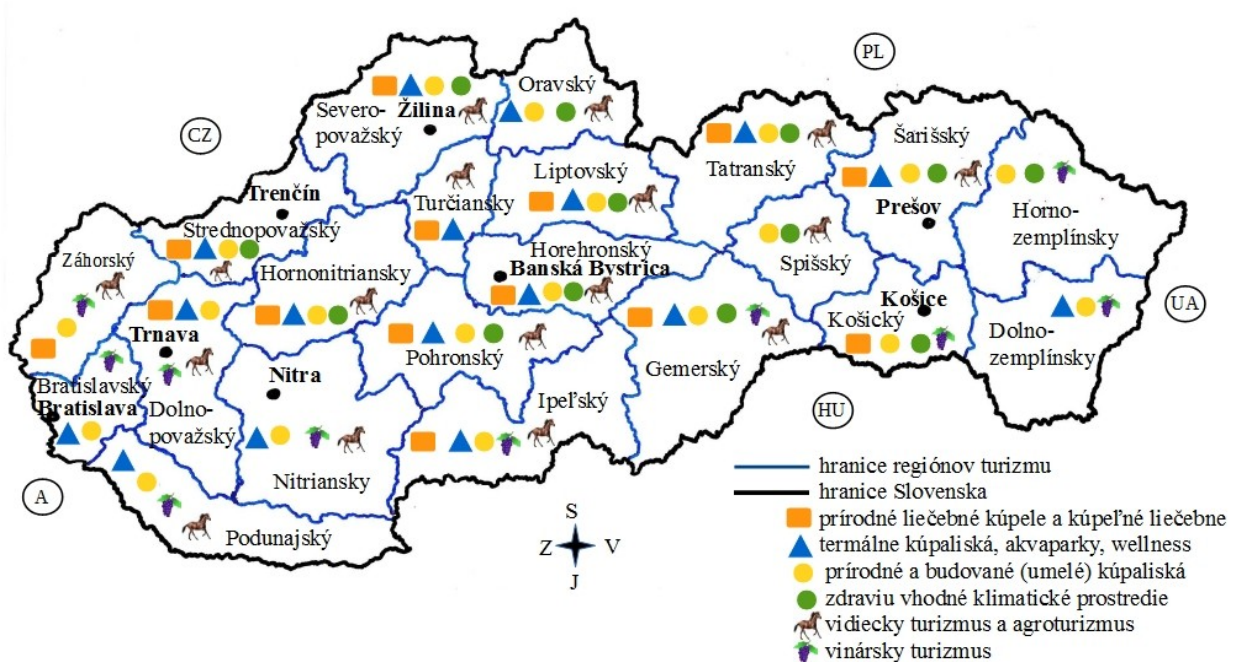 PL
Oravský
Severo-
považský
Žilina
CZ
Šarišský
Tatranský
Liptovský
Trenčín
Turčiansky
Prešov
Horno-
zemplínsky
Strednopovažský
Horehronský
Záhorský
Hornonitriansky
Banská Bystrica
Spišský
Košice
UA
Košický
Trnava
Pohronský
Dolno-
zemplínsky
Gemerský
Nitra
Bratislavský
Bratislava
Ipeľský
HU
Dolno-
považský
Nitriansky
A
Podunajský
S
Z V
J
hranice regiónov turizmu
hranice Slovenska
prírodné liečebné kúpele a kúpeľné liečebne
termálne kúpaliská, akvaparky, wellness
prírodné a budované (umelé) kúpaliská
zdraviu vhodné klimatické prostredie
vidiecky turizmus a agroturizmus
vinársky turizmus